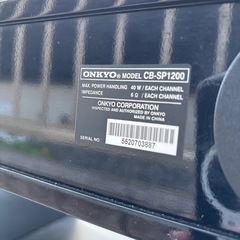 ONKYO® MODEL CB-SP1200
MAX. POWER HANDLING 40 W / EACH CHANNEL
IMPEDANCE 6 Ω / EACH CHANNEL
ONKYO CORPORATION
INSPECTED AND AUTHORIZED BY ONKYO
MADE IN CHINA
SERIAL NO. 5520703887